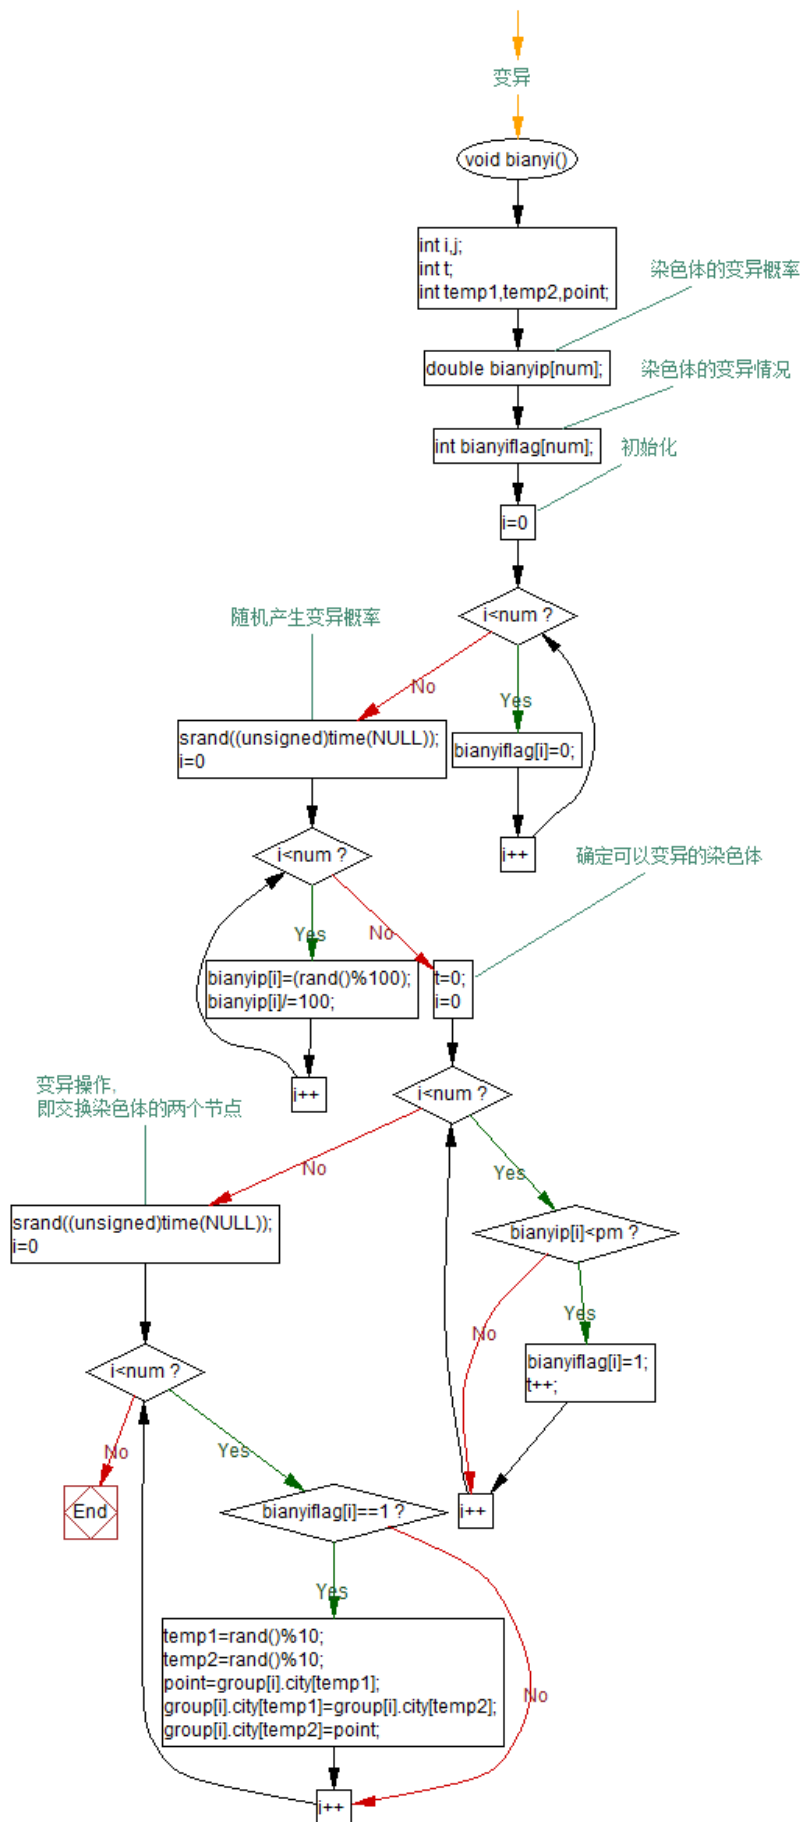 变异
void bianyi()
int i,j;
int t;
int temp1,temp2,point;
染色体的变异概率
double bianyip[num];
染色体的变异情况
int bianyiflag[num];
初始化
i=0
i<num ?
随机产生变异概率
No
Yes
srand((unsigned)time(NULL));
i=0
bianyiflag[i]=0;
i++
i<num ?
确定可以变异的染色体
Yes
No
bianyip[i]=(rand()%100);
bianyip[i]/=100;
t=0;
i=0
i++
i<num ?
变异操作,
即交换染色体的两个节点
No
Yes
srand((unsigned)time(NULL));
i=0
bianyip[i]<pm ?
Yes
No
bianyiflag[i]=1;
t++;
i<num ?
No
Yes
End
bianyiflag[i]==1 ?
i++
Yes
temp1=rand()%10;
temp2=rand()%10;
point=group[i].city[temp1];
group[i].city[temp1]=group[i].city[temp2];
group[i].city[temp2]=point;
No
i++